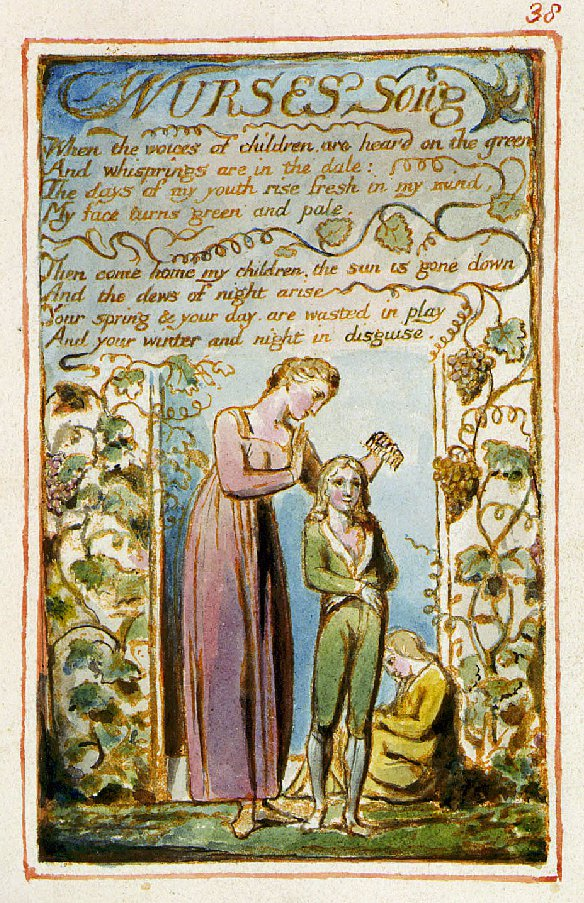 38
NURSES Song
When the voices of children. are heard on the green
And whisprings are in the dale:
The days of my youth rise fresh in my mind,
My face turns green and pale.
Then come home my children, the sun is gone down
And the dews of night arise
Your spring & your day. are wasted in play
And your winter and night in disguise.